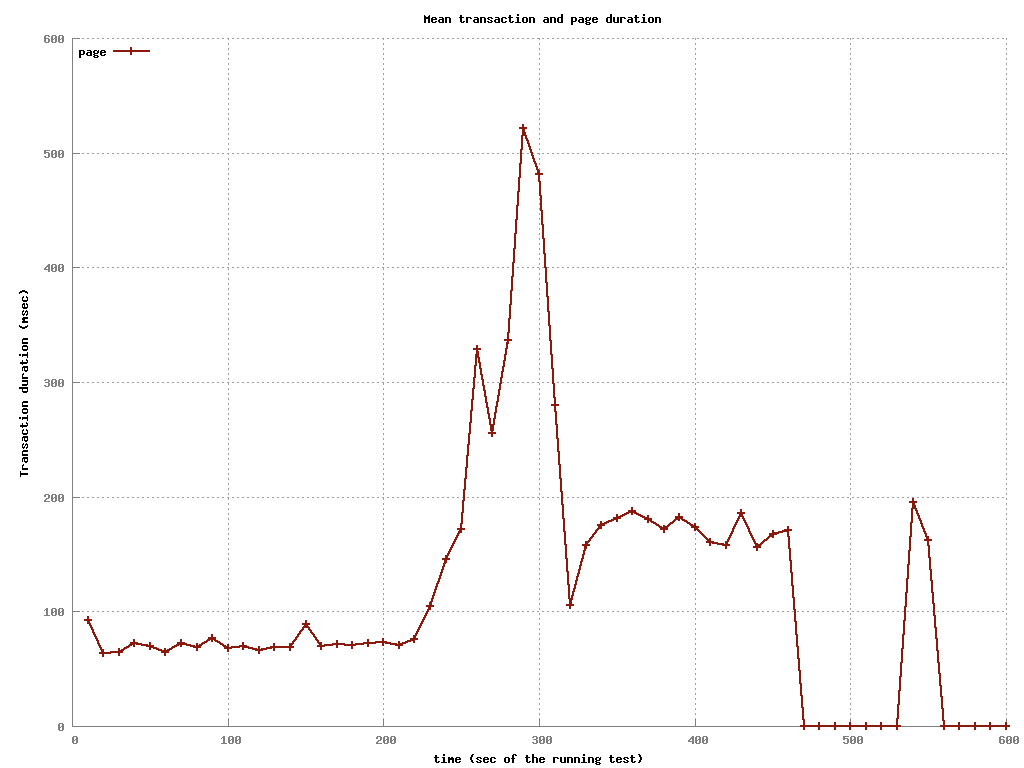 Mean transaction and page duration
600
page
500
400
300
200
100
0
Transaction duration (msec)
0 100 200 300 400 500 600
time (sec of the running test)